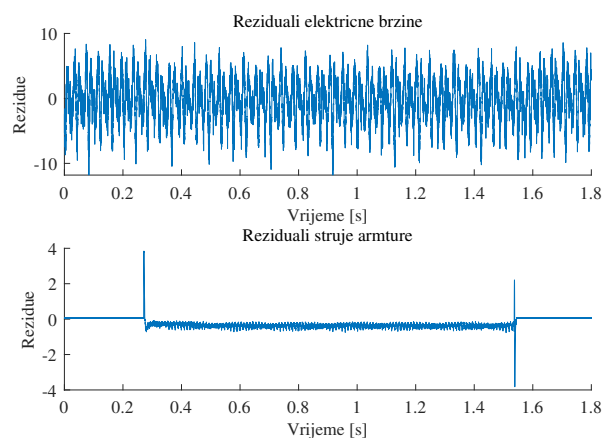 Reziduali elektricne brzine
10
0
-10
Rezidue
0 0.2 0.4 0.6 0.8 1 1.2 1.4 1.6 1.8
Vrijeme [s]
Reziduali struje armture
4
2
0
-2
-4
Rezidue
0 0.2 0.4 0.6 0.8 1 1.2 1.4 1.6 1.8
Vrijeme [s]